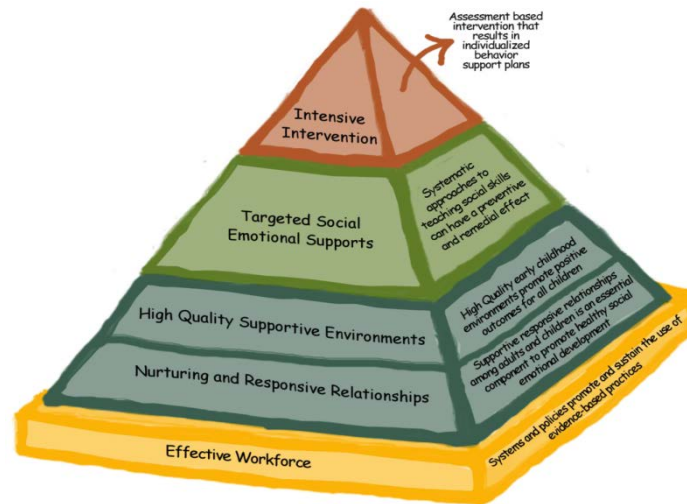 Assessment based
intervention that
results in
individualized
behavior
support plans
Intensive
Intervention
Systematic
approaches to
teaching social skills
can have a preventive
and remedial effect
Targeted Social
Emotional Supports
High Quality early childhood
environments promote positive
outcomes for all children
High Quality Supportive Environments
Supportive responsive relationships
among adults and children is an essential
component to promote healthy social
emotional development
Nurturing and Responsive Relationships
Systems and policies promote and sustain the use of
evidence-based practices
Effective Workforce